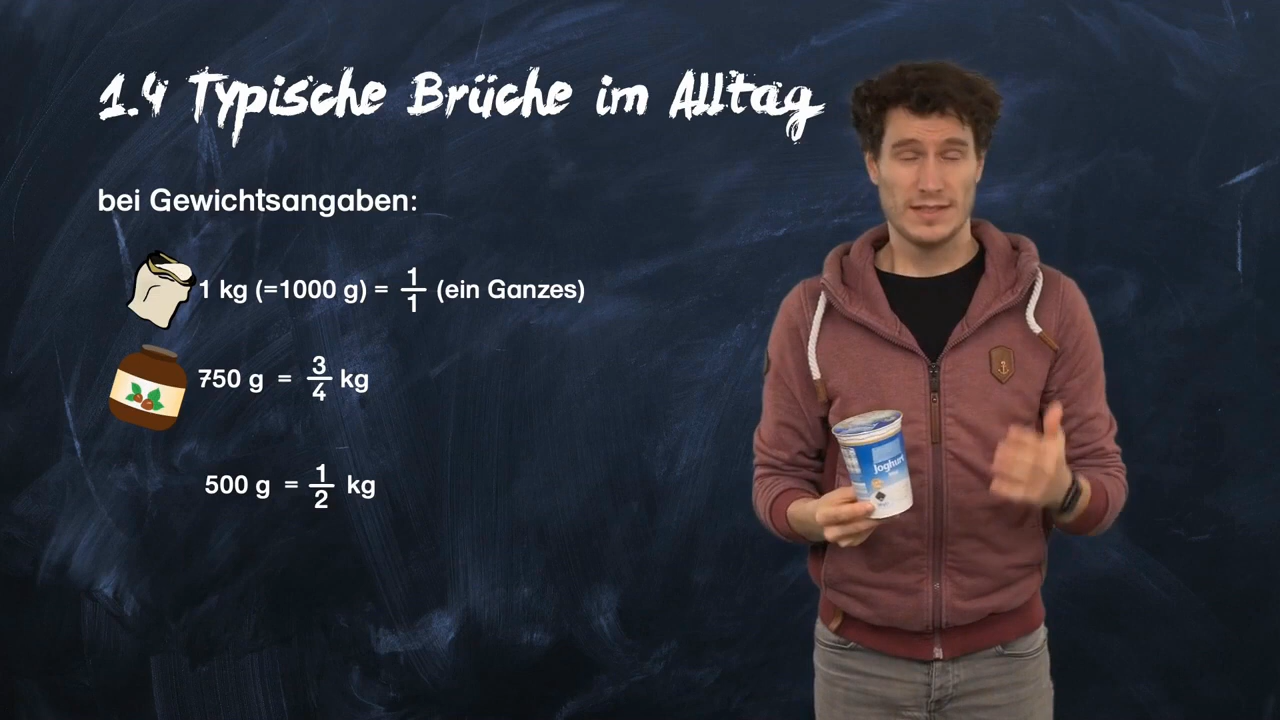 1.4 Typische Brüche im Alltag
bei Gewichtsangaben:
1 kg (=1000 g) = 1/1 (ein Ganzes)
750 g = 3/4 kg
500 g = 1/2 kg
Joghurt